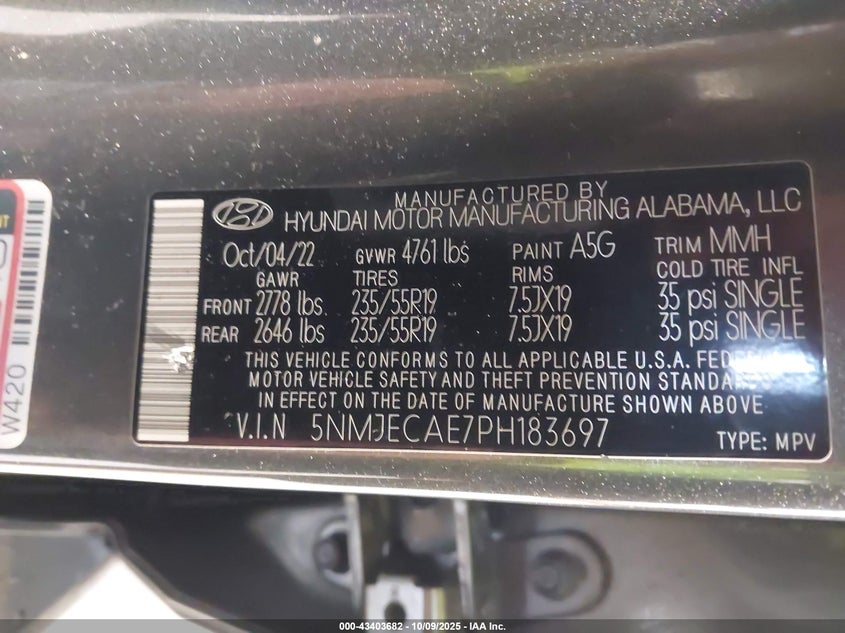 MANUFACTURED BY
HYUNDAI MOTOR MANUFACTURING ALABAMA, LLC
Oct/04/22 GVWR 4761 lbs PAINT A5G TRIM MMH
GAWR TIRES RIMS COLD TIRE INFL
FRONT 2778 lbs. 235/55R19 7.5JX19 35 psi SINGLE
REAR 2646 lbs 235/55R19 7.5JX19 35 psi SINGLE
THIS VEHICLE CONFORMS TO ALL APPLICABLE U.S.A.
MOTOR VEHICLE SAFETY AND THEFT PREVENTION
IN EFFECT ON THE DATE OF MANUFACTURE SHOWN ABOVE.
V.I.N 5NMJECAE7PH183697 TYPE: MPV
W420
000-43403682 - 10/09/2025 - IAA Inc.